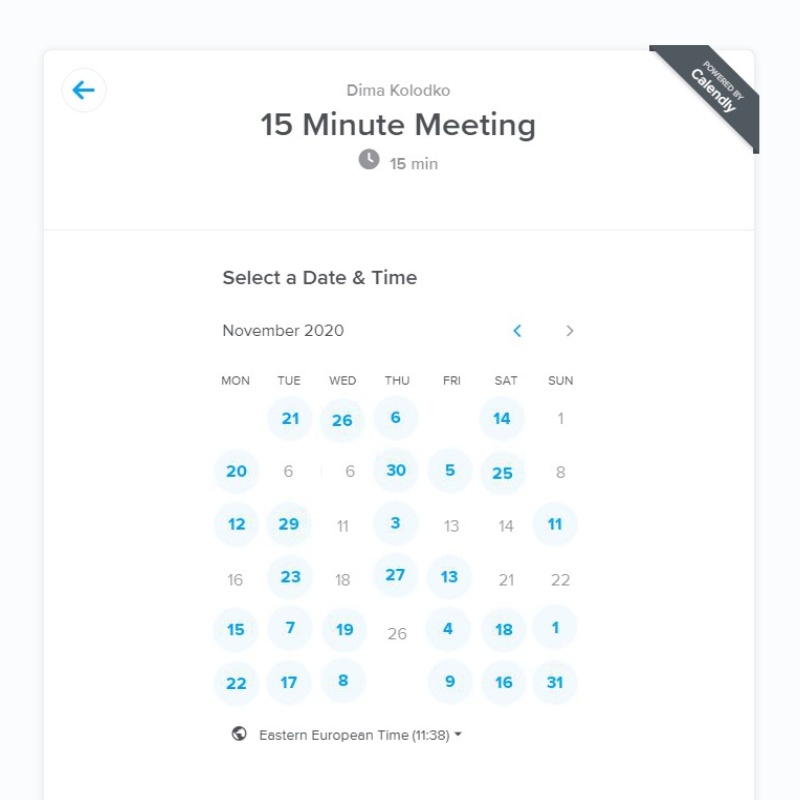 POWERED BY
Calendly
Dima Kolodko
15 Minute Meeting
15 min
Select a Date & Time
November 2020
MON TUE WED THU FRI SAT SUN
21 26 6 14 1
20 6 6 30 5 25 8
12 29 11 3 13 14 11
16 23 18 27 13 21 22
15 7 19 26 4 18 1
22 17 8 9 16 31
Eastern European Time (11:38)